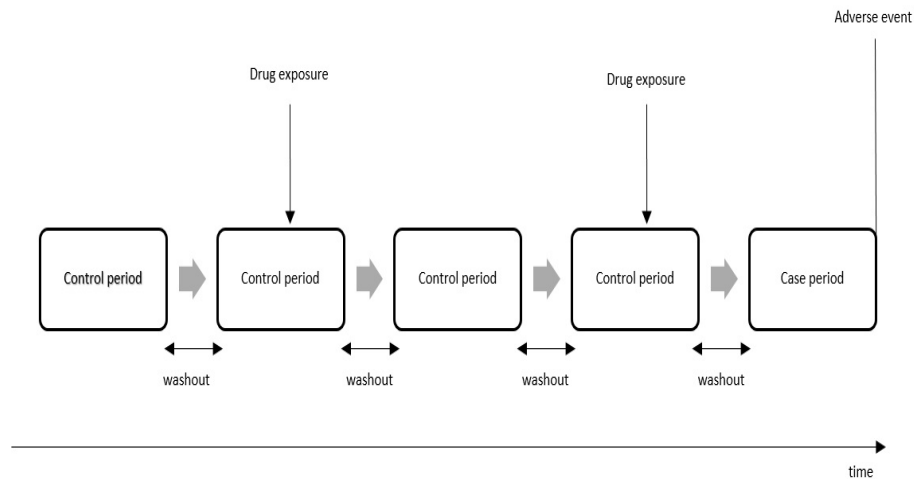 Adverse event
Drug exposure
Drug exposure
Control period
Control period
Control period
Control period
Case period
washout
washout
washout
washout
time